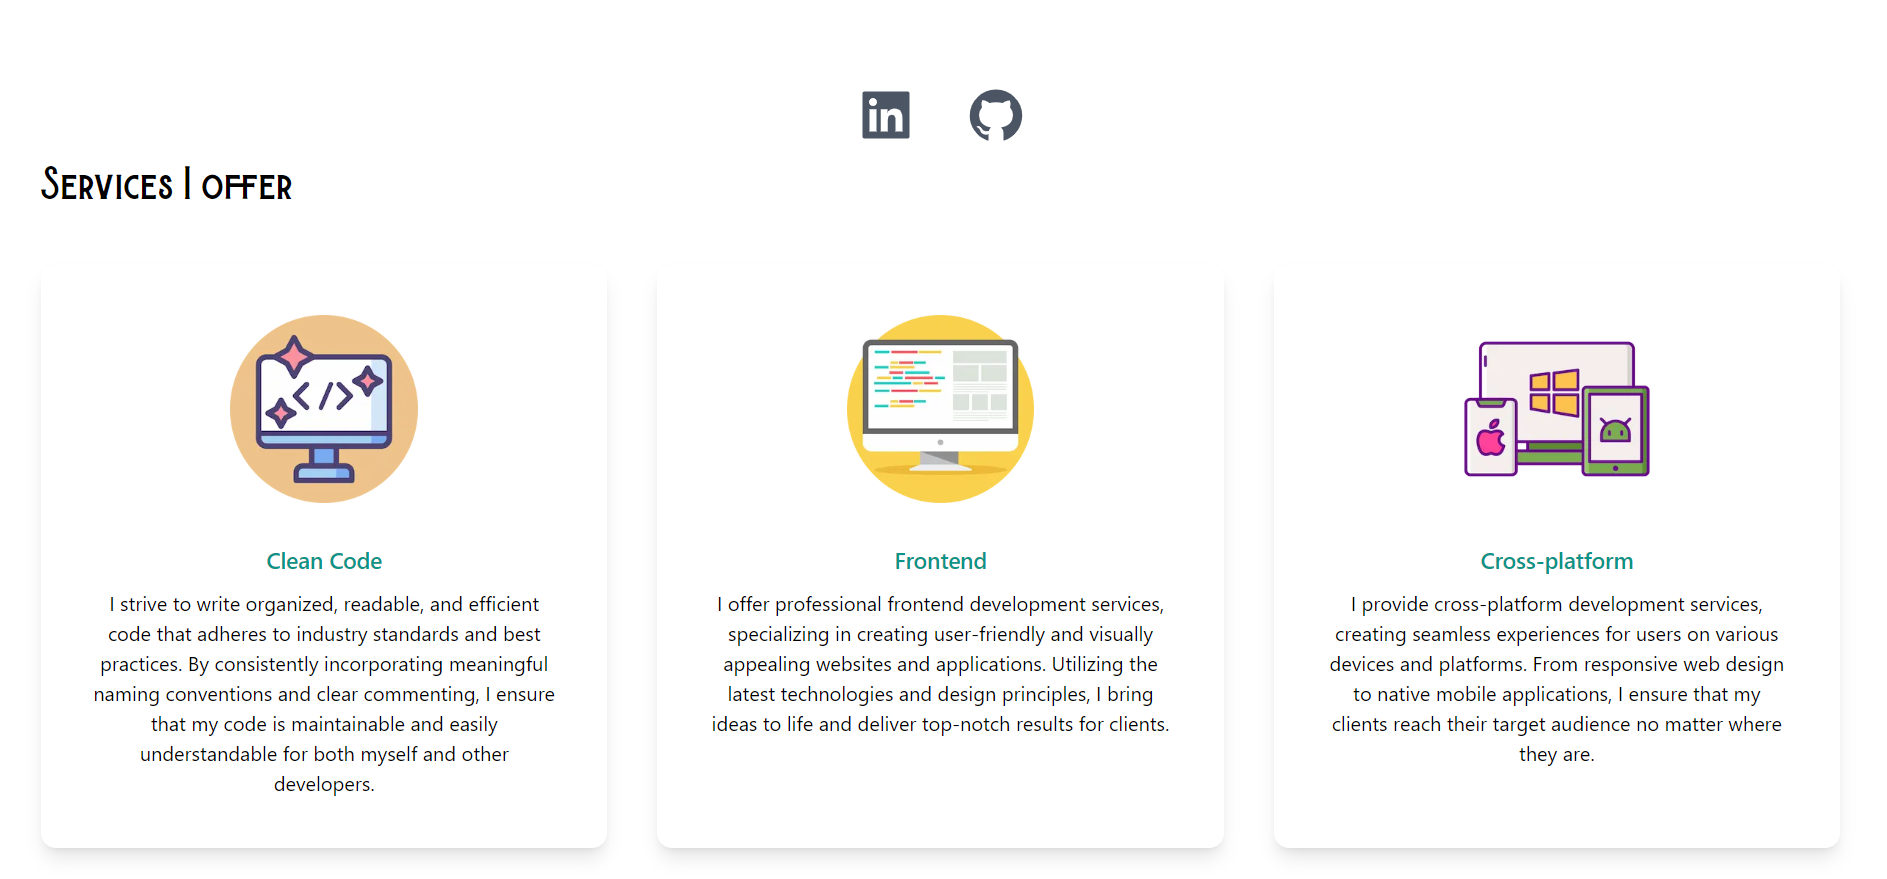 in
Services I offer
</>
Clean Code
I strive to write organized, readable, and efficient
code that adheres to industry standards and best
practices. By consistently incorporating meaningful
naming conventions and clear commenting, I ensure
that my code is maintainable and easily
understandable for both myself and other
developers.
Frontend
I offer professional frontend development services,
specializing in creating user-friendly and visually
appealing websites and applications. Utilizing the
latest technologies and design principles, I bring
ideas to life and deliver top-notch results for clients.
Cross-platform
I provide cross-platform development services,
creating seamless experiences for users on various
devices and platforms. From responsive web design
to native mobile applications, I ensure that my
clients reach their target audience no matter where
they are.